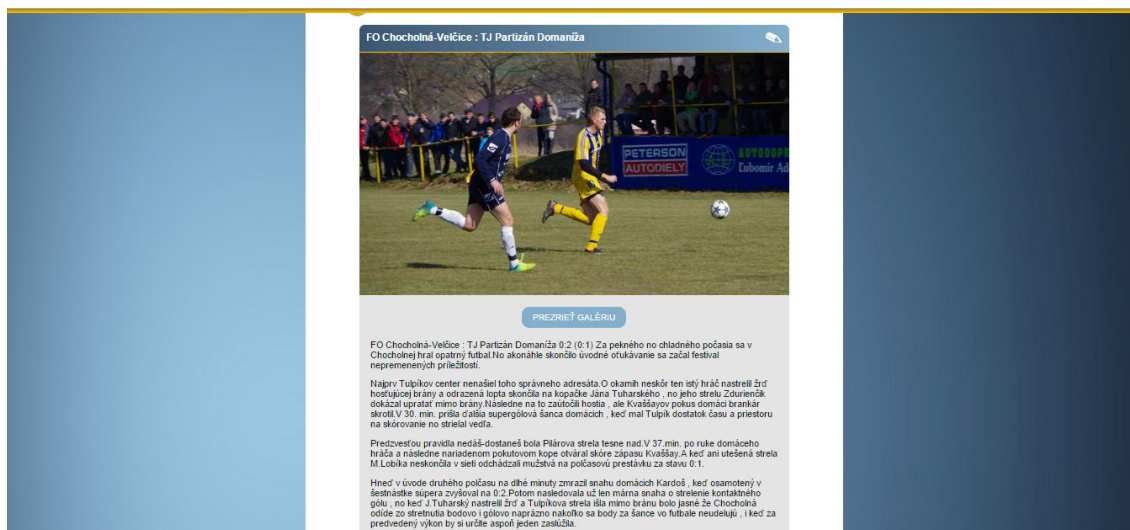 FO Chocholná-Velčice : TJ Partizán Domaníža
PETERSON
AUTODIELY
AUTODOP
Ľubomír Ad
PREZRIEŤ GALÉRIU
FO Chocholná-Velčice : TJ Partizán Domaníža 0:2 (0:1) Za pekného no chladného počasia sa v
Chocholnej hral opatrný futbal.No akonáhle skončilo úvodné oťukávanie sa začal festival
nepremenených príležitostí.
Najprv Tulpíkov center nenašiel toho správneho adresáta.O okamih neskôr ten istý hráč nastrelil žrď
hosťujúcej brány a odrazená lopta skončila na kopačke Jána Tuharského , no jeho strelu Zdurienčik
dokázal upratať mimo brány.Následne na to zaútočili hostia , ale Kvaššayov pokus domáci brankár
skrotil.V 30. min. prišla ďalšia supergólová šanca domácich , keď mal Tulpík dostatok času a priestoru
na skórovanie no strielal vedľa.
Predzvesťou pravidla nedáš-dostaneš bola Pilárova strela tesne nad.V 37.min. po ruke domáceho
hráča a následne nariadenom pokutovom kope otváral skóre zápasu Kvaššay.A keď ani utešená strela
M.Lobíka neskončila v sieti odchádzali mužstvá na polčasovú prestávku za stavu 0:1.
Hneď v úvode druhého polčasu na dlhé minuty zmrazil snahu domácich Kardoš , keď osamotený v
šestnástke súpera zvyšoval na 0:2.Potom nasledovala už len márna snaha o strelenie kontaktného
gólu , no keď J.Tuharský nastrelil žrď a Tulpíkova strela išla mimo bránu bolo jasné že Chocholná
odíde zo stretnutia bodovo i gólovo naprázno nakoľko sa body za šance vo futbale neudeľujú , i keď za
predvedený výkon by si určite aspoň jeden zaslúžila.